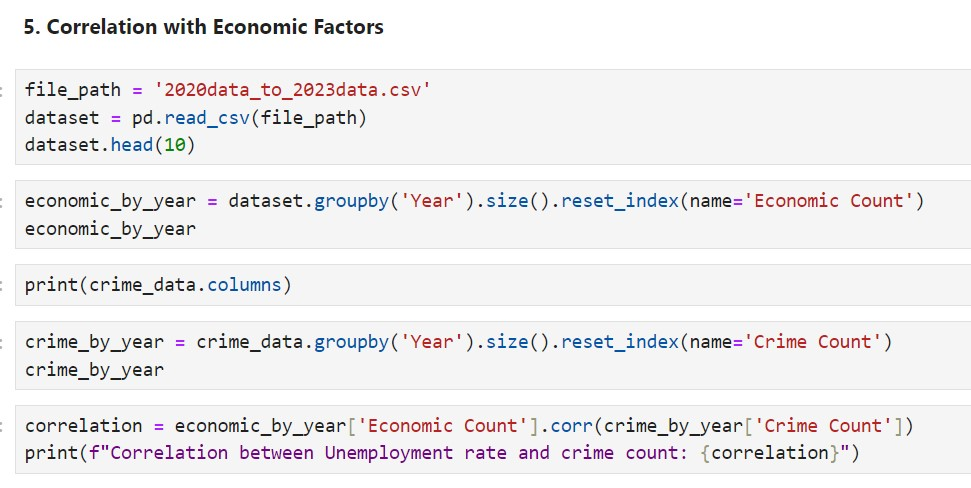 5. Correlation with Economic Factors
file_path = '2020data_to_2023data.csv'
dataset = pd.read_csv(file_path)
dataset.head(10)
economic_by_year = dataset.groupby('Year').size().reset_index(name='Economic Count')
economic_by_year
print(crime_data.columns)
crime_by_year = crime_data.groupby('Year').size().reset_index(name='Crime Count')
crime_by_year
correlation = economic_by_year['Economic Count'].corr(crime_by_year['Crime Count'])
print(f"Correlation between Unemployment rate and crime count: {correlation}")